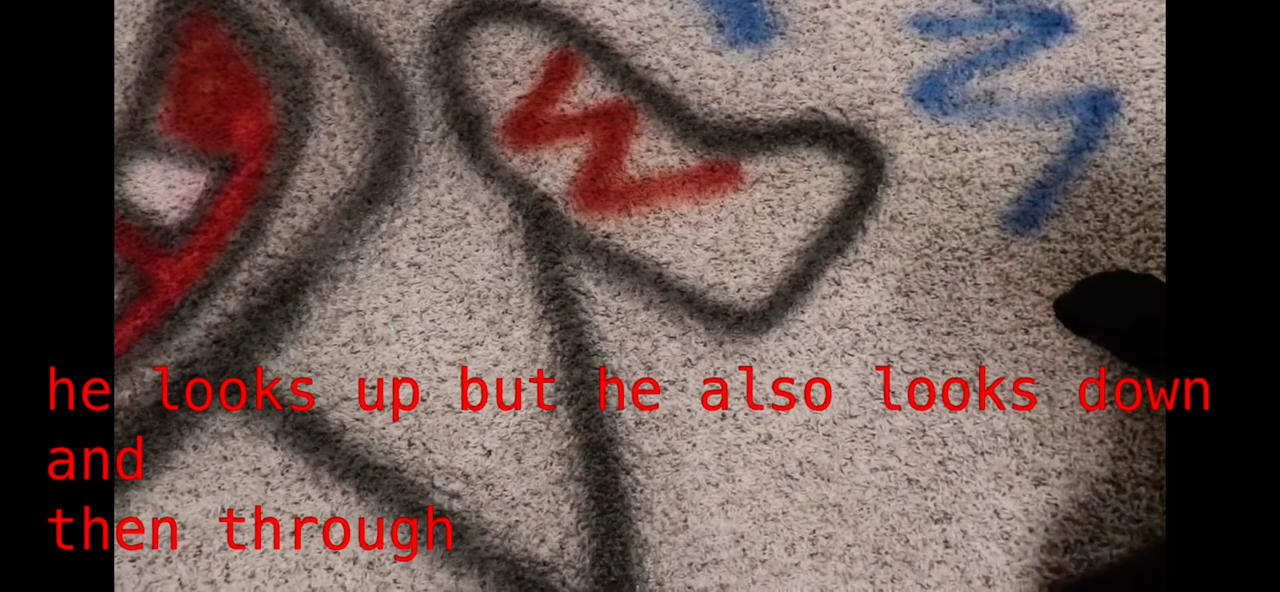 he looks up but he also looks down
and
then through